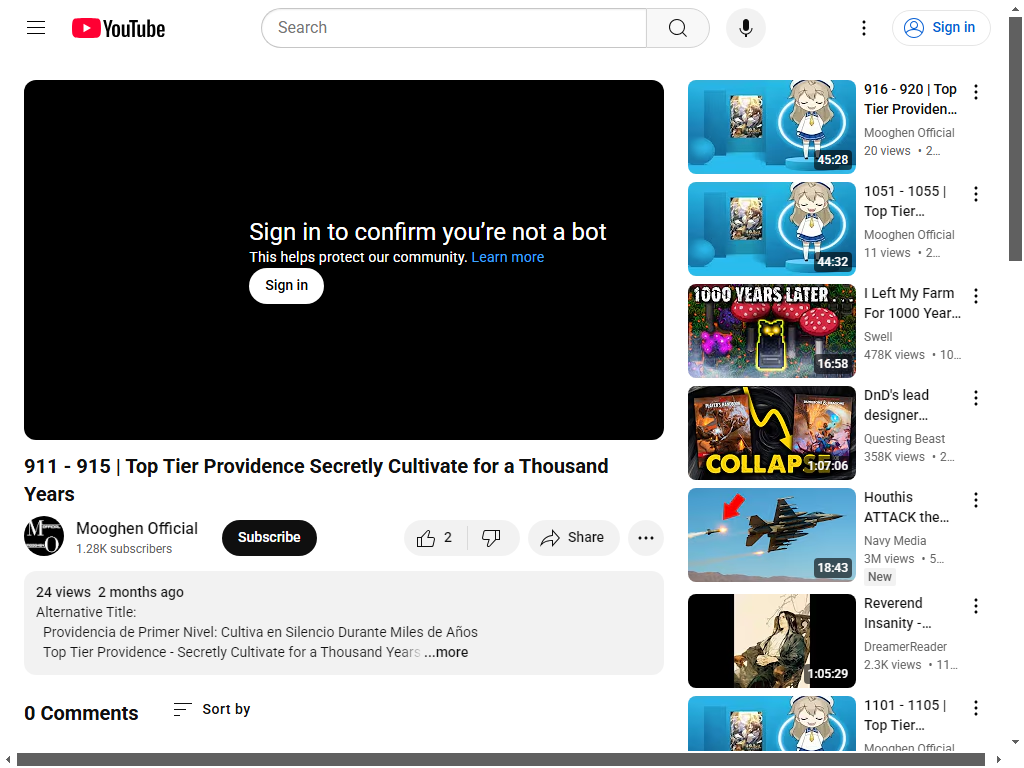 YouTube
Search
Sign in
Sign in to confirm you’re not a bot
This helps protect our community. Learn more
Sign in
911 - 915 | Top Tier Providence Secretly Cultivate for a Thousand
Years
Mooghen Official
1.28K subscribers
Subscribe
2
Share
24 views 2 months ago
Alternative Title:
Providencia de Primer Nivel: Cultiva en Silencio Durante Miles de Años
Top Tier Providence - Secretly Cultivate for a Thousand Years ...more
0 Comments
Sort by
45:28
916 - 920 | Top
Tier Providen...
Mooghen Official
20 views • 2...
44:32
1051 - 1055 |
Top Tier...
Mooghen Official
11 views • 2...
1000 YEARS LATER . . .
16:58
I Left My Farm
For 1000 Year...
Swell
478K views • 10...
COLLAPSE
1:07:06
DnD's lead
designer...
Questing Beast
358K views • 2...
18:43
Houthis
ATTACK the...
Navy Media
3M views • 5...
New
1:05:29
Reverend
Insanity -...
DreamerReader
2.3K views • 11...
1101 - 1105 |
Top Tier...
Mooghen Official